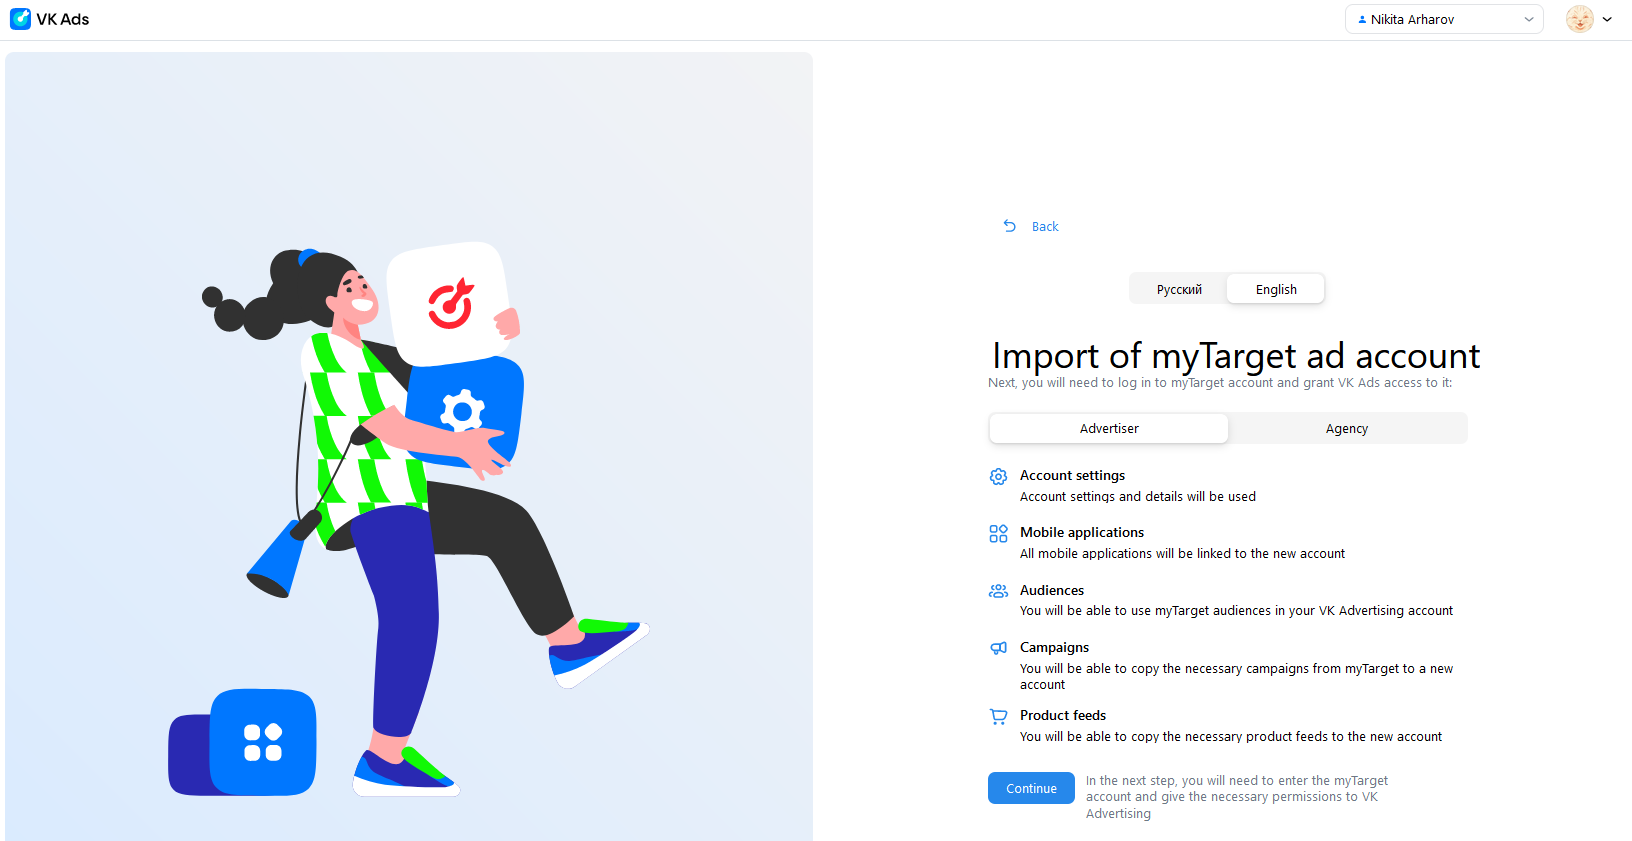 VK Ads
Nikita Arharov
Back
Русский
English
Import of myTarget ad account
Next, you will need to log in to myTarget account and grant VK Ads access to it:
Advertiser
Agency
Account settings
Account settings and details will be used
Mobile applications
All mobile applications will be linked to the new account
Audiences
You will be able to use myTarget audiences in your VK Advertising account
Campaigns
You will be able to copy the necessary campaigns from myTarget to a new
account
Product feeds
You will be able to copy the necessary product feeds to the new account
Continue
In the next step, you will need to enter the myTarget
account and give the necessary permissions to VK
Advertising